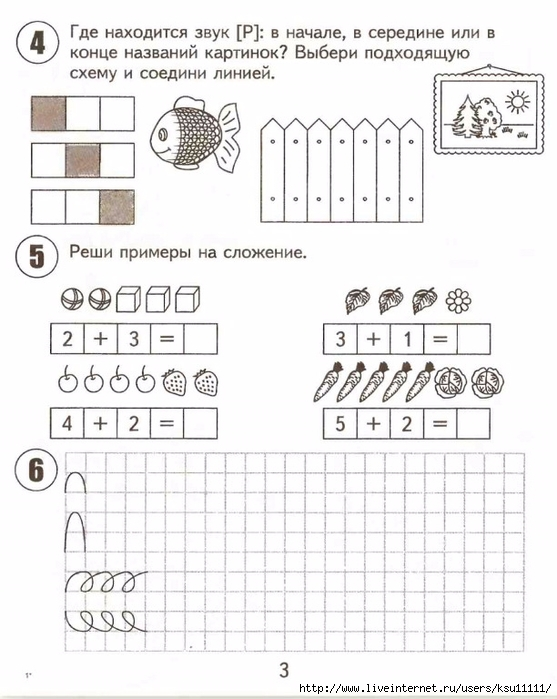 4 Где находится звук [Р]: в начале, в середине или в
конце названий картинок? Выбери подходящую
схему и соедини линией.
5 Реши примеры на сложение.
2 + 3 =
3 + 1 =
4 + 2 =
5 + 2 =
6
3
1*
http://www.liveinternet.ru/users/ksu11111/